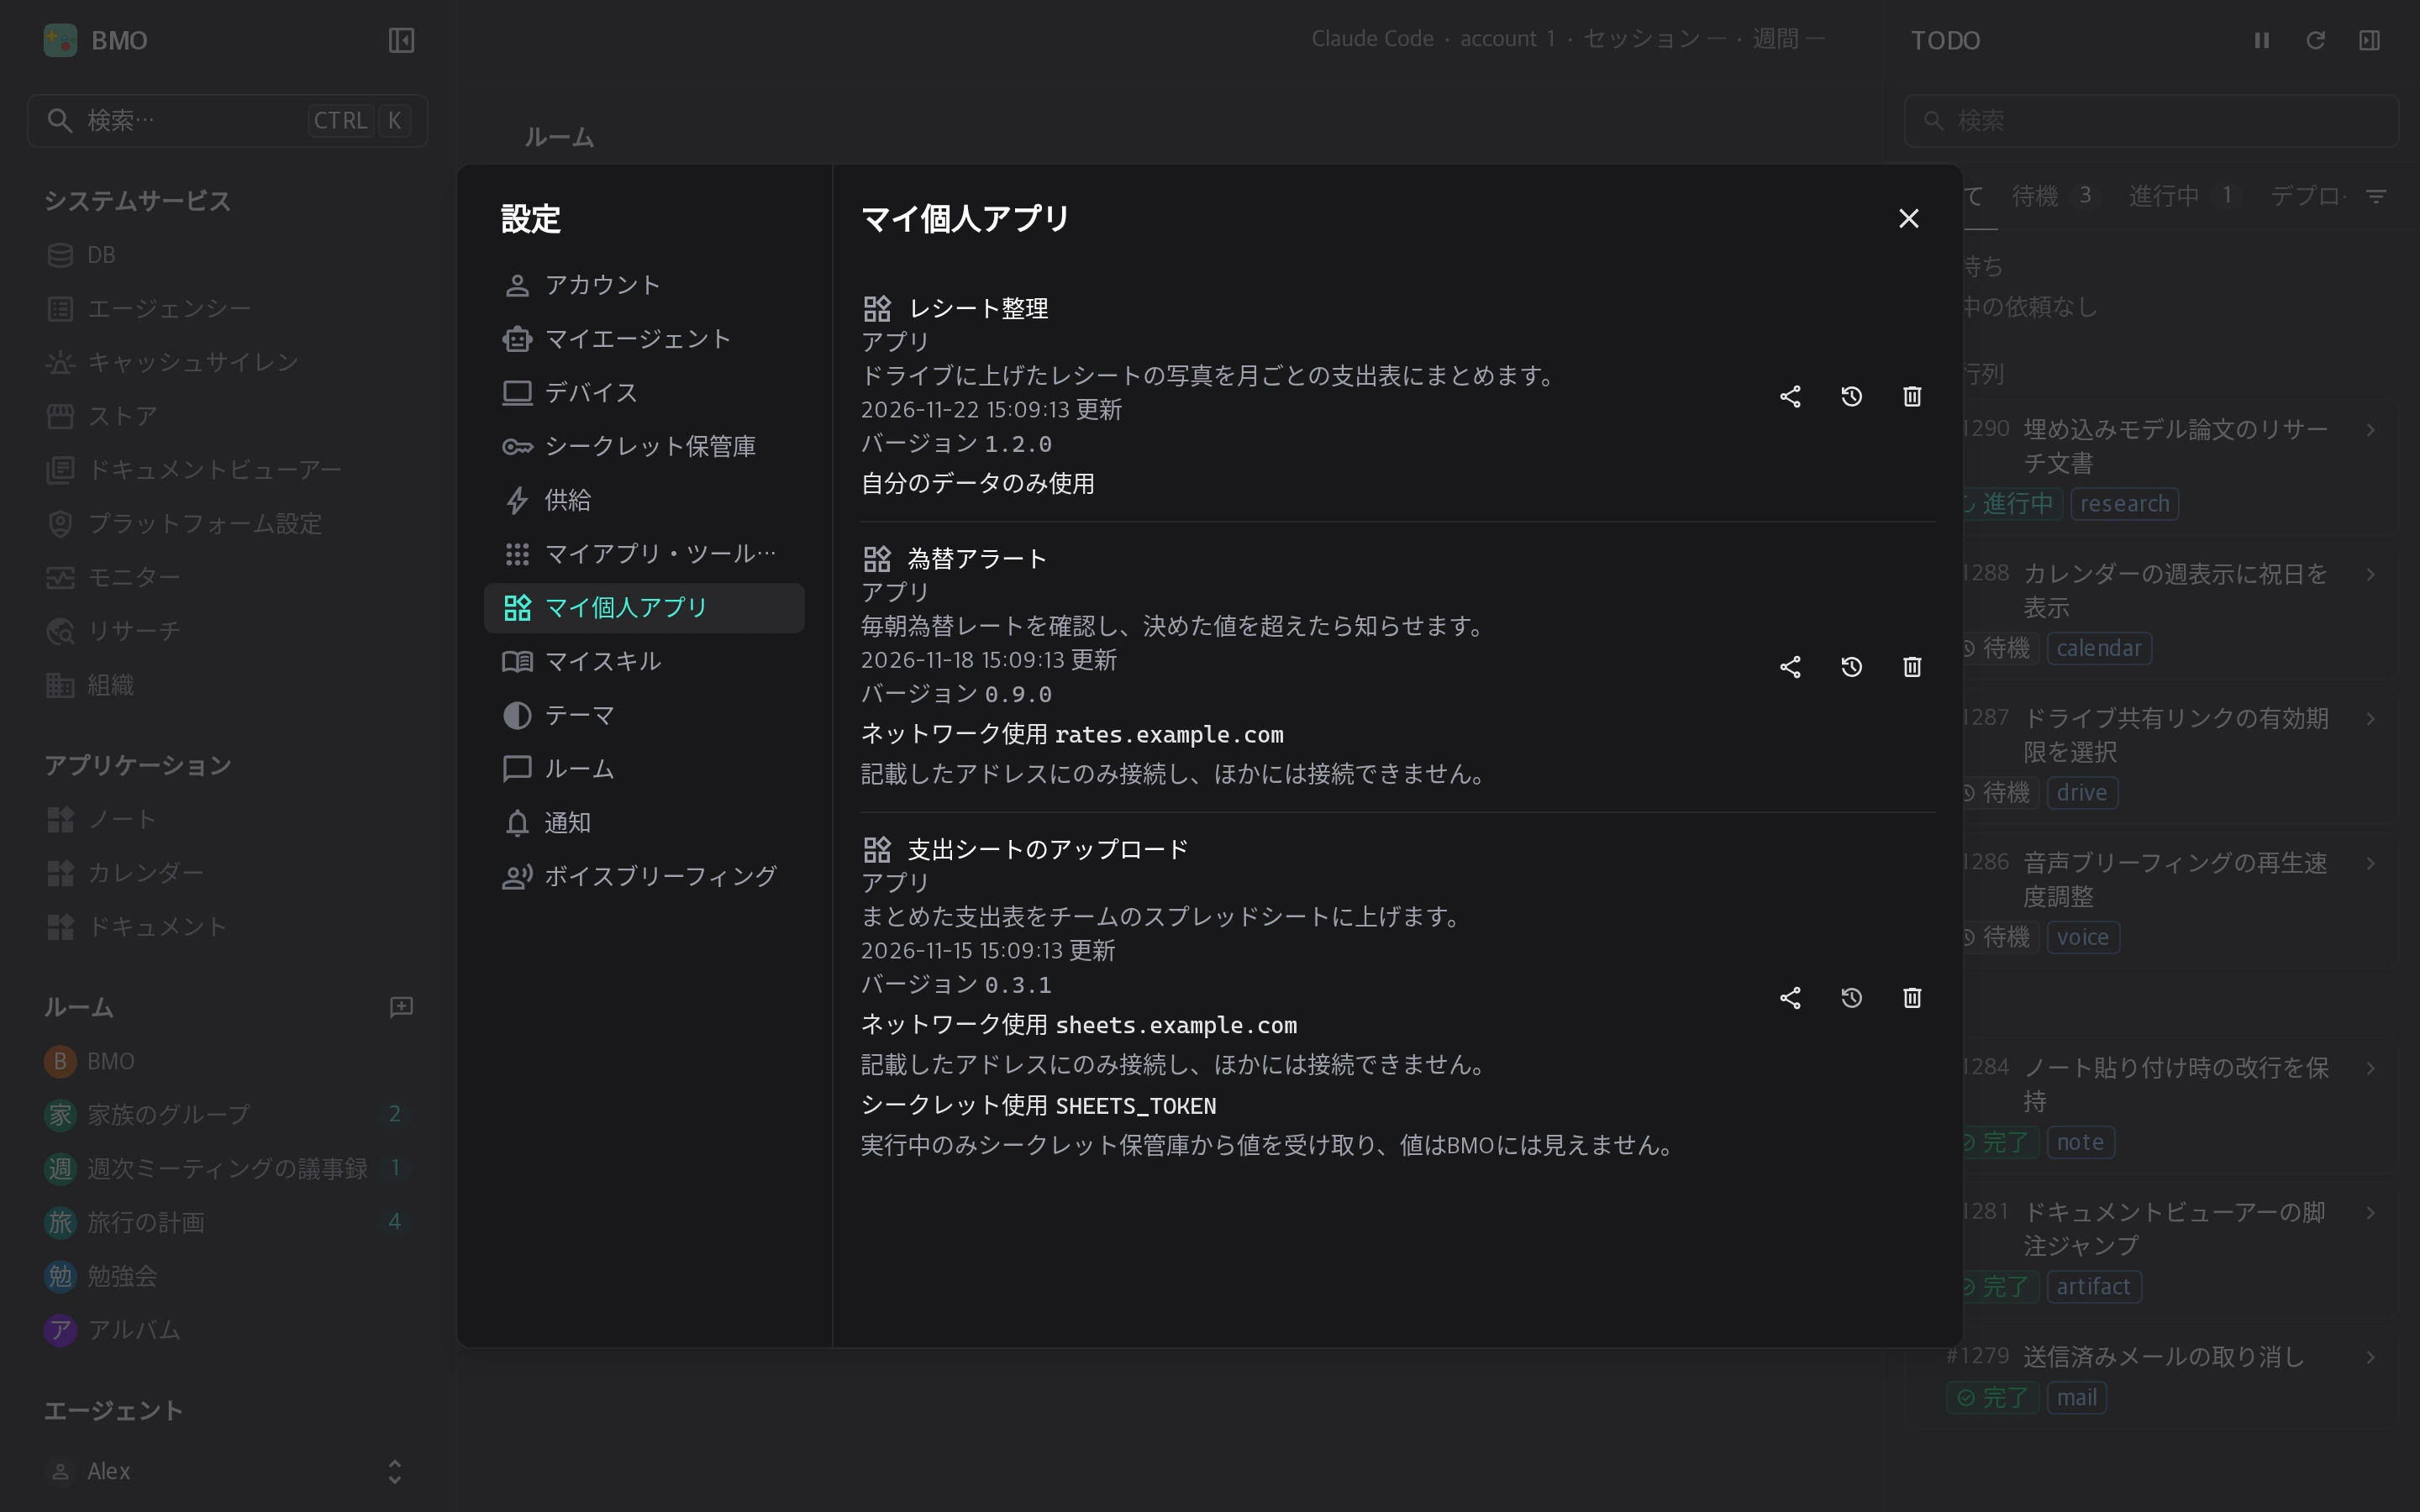 BMO
検索…
CTRL K
システムサービス
DB
エージェンシー
キャッシュサイレン
ストア
ドキュメントビューアー
プラットフォーム設定
モニター
リサーチ
組織
アプリケーション
ノート
カレンダー
ドキュメント
ルーム
B BMO
家 家族のグループ 2
週 週次ミーティングの議事録 1
旅 旅行の計画 4
勉 勉強会
ア アルバム
エージェント
Alex
Claude Code · account 1 · セッション — · 週間 —
ルーム
設定
アカウント
マイエージェント
デバイス
シークレット保管庫
供給
マイアプリ・ツール…
マイ個人アプリ
マイスキル
テーマ
ルーム
通知
ボイスブリーフィング
マイ個人アプリ
レシート整理
アプリ
ドライブに上げたレシートの写真を月ごとの支出表にまとめます。
2026-11-22 15:09:13 更新
バージョン 1.2.0
自分のデータのみ使用
為替アラート
アプリ
毎朝為替レートを確認し、決めた値を超えたら知らせます。
2026-11-18 15:09:13 更新
バージョン 0.9.0
ネットワーク使用 rates.example.com
記載したアドレスにのみ接続し、ほかには接続できません。
支出シートのアップロード
アプリ
まとめた支出表をチームのスプレッドシートに上げます。
2026-11-15 15:09:13 更新
バージョン 0.3.1
ネットワーク使用 sheets.example.com
記載したアドレスにのみ接続し、ほかには接続できません。
シークレット使用 SHEETS_TOKEN
実行中のみシークレット保管庫から値を受け取り、値はBMOには見えません。
TODO
検索
て 待機 3 進行中 1 デプロ
待ち
中の依頼なし
行列
1290 埋め込みモデル論文のリサー
チ文書
進行中 research
1288 カレンダーの週表示に祝日を
表示
待機 calendar
1287 ドライブ共有リンクの有効期
限を選択
待機 drive
1286 音声ブリーフィングの再生速
度調整
待機 voice
1284 ノート貼り付け時の改行を保
持
完了 note
1281 ドキュメントビューアーの脚
注ジャンプ
完了 artifact
#1279 送信済みメールの取り消し
完了 mail